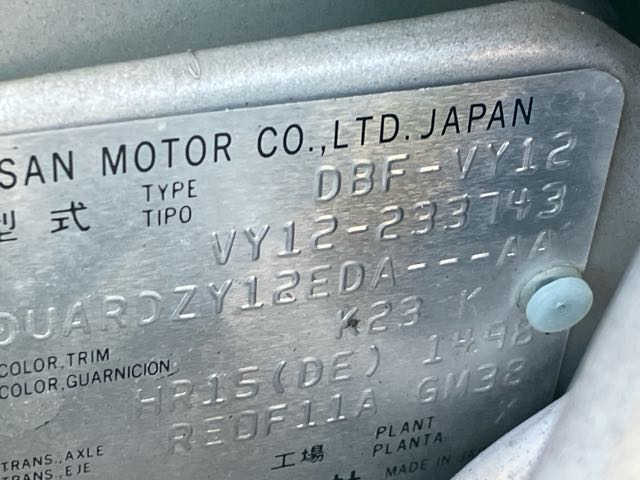 SAN MOTOR CO.,LTD. JAPAN
型式 TYPE TIPO DBF-VY12
VY12-233743
DUARDZY12EDA---AA
COLOR,TRIM COLOR,GUARNICION K23 K
HR15(DE) 1498
TRANS.,AXLE TRANS.,EJE RE0F11A GM38
工場 PLANT PLANTA K
MADE IN JA